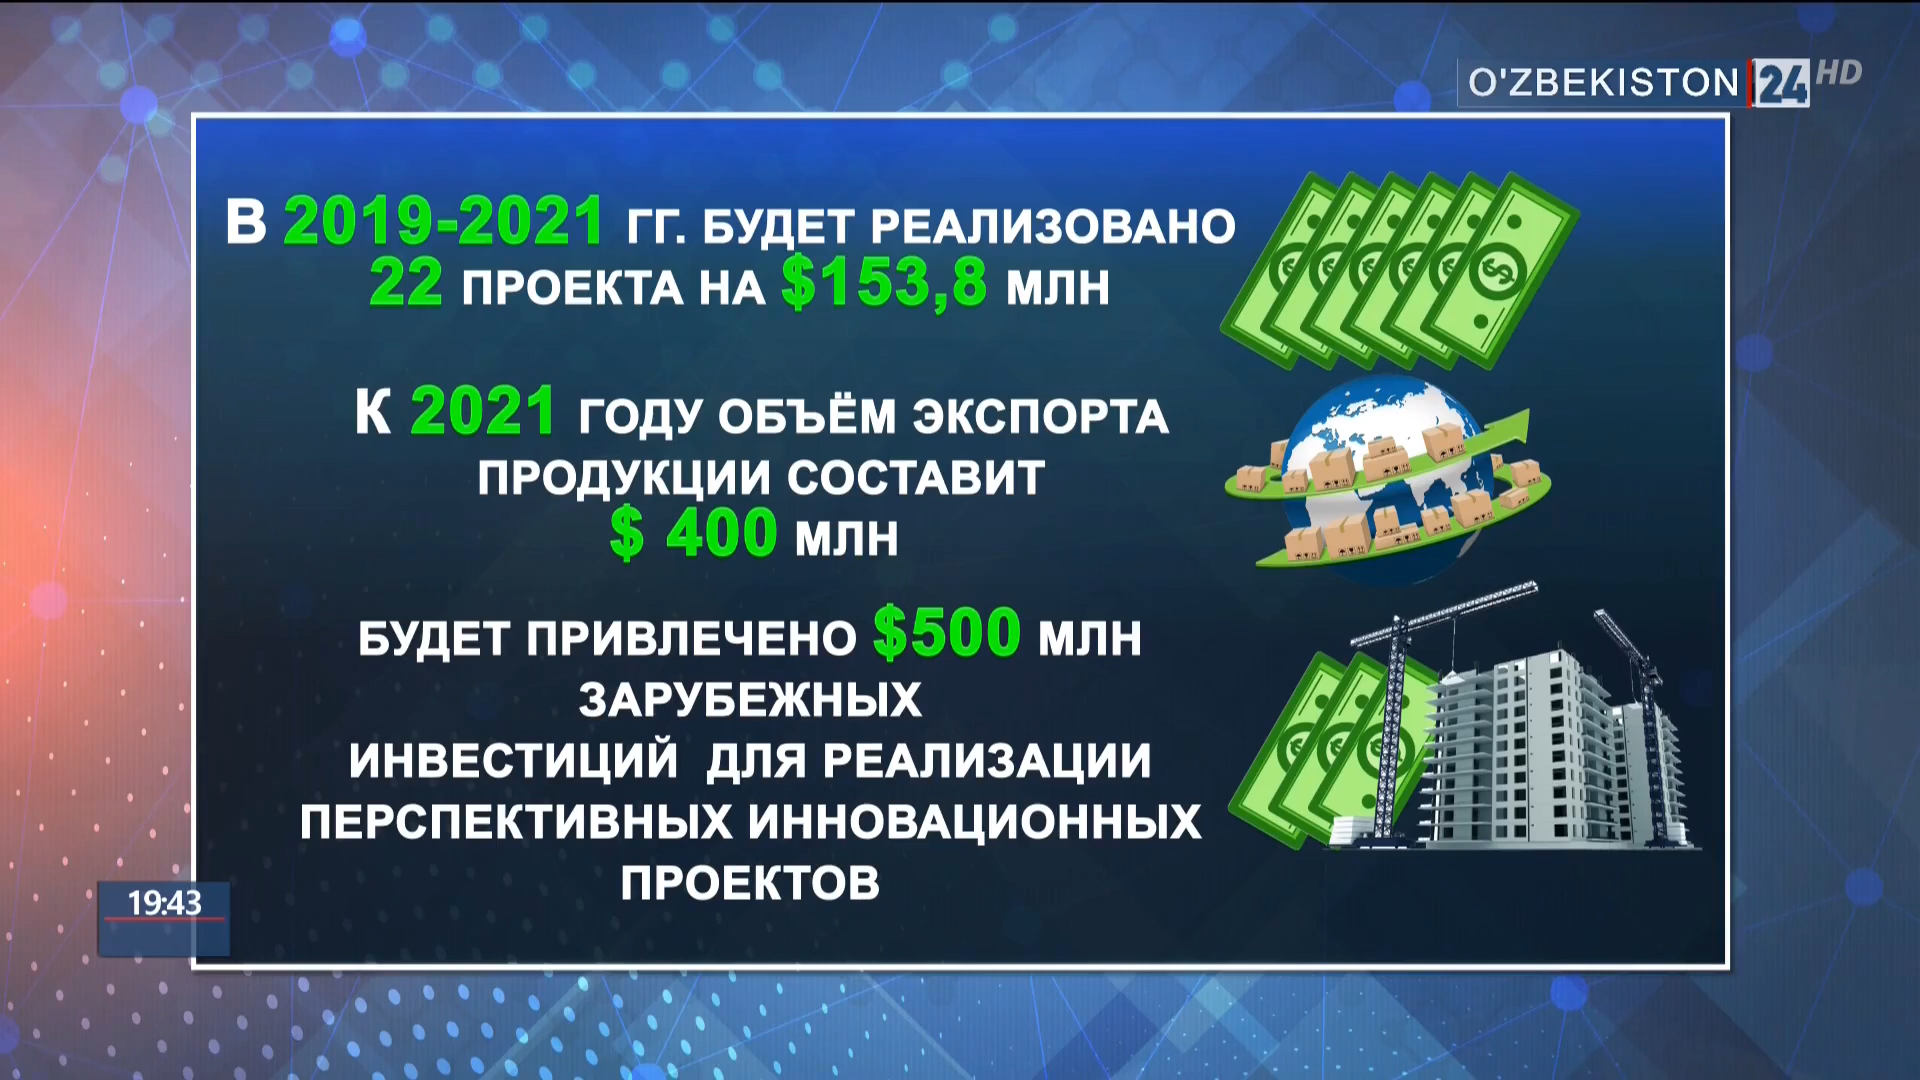 O'ZBEKISTON 24 HD
В 2019-2021 ГГ. БУДЕТ РЕАЛИЗОВАНО
22 ПРОЕКТА НА $153,8 МЛН
К 2021 ГОДУ ОБЪЁМ ЭКСПОРТА
ПРОДУКЦИИ СОСТАВИТ
$ 400 МЛН
БУДЕТ ПРИВЛЕЧЕНО $500 МЛН
ЗАРУБЕЖНЫХ
ИНВЕСТИЦИЙ ДЛЯ РЕАЛИЗАЦИИ
ПЕРСПЕКТИВНЫХ ИННОВАЦИОННЫХ
ПРОЕКТОВ
19:43